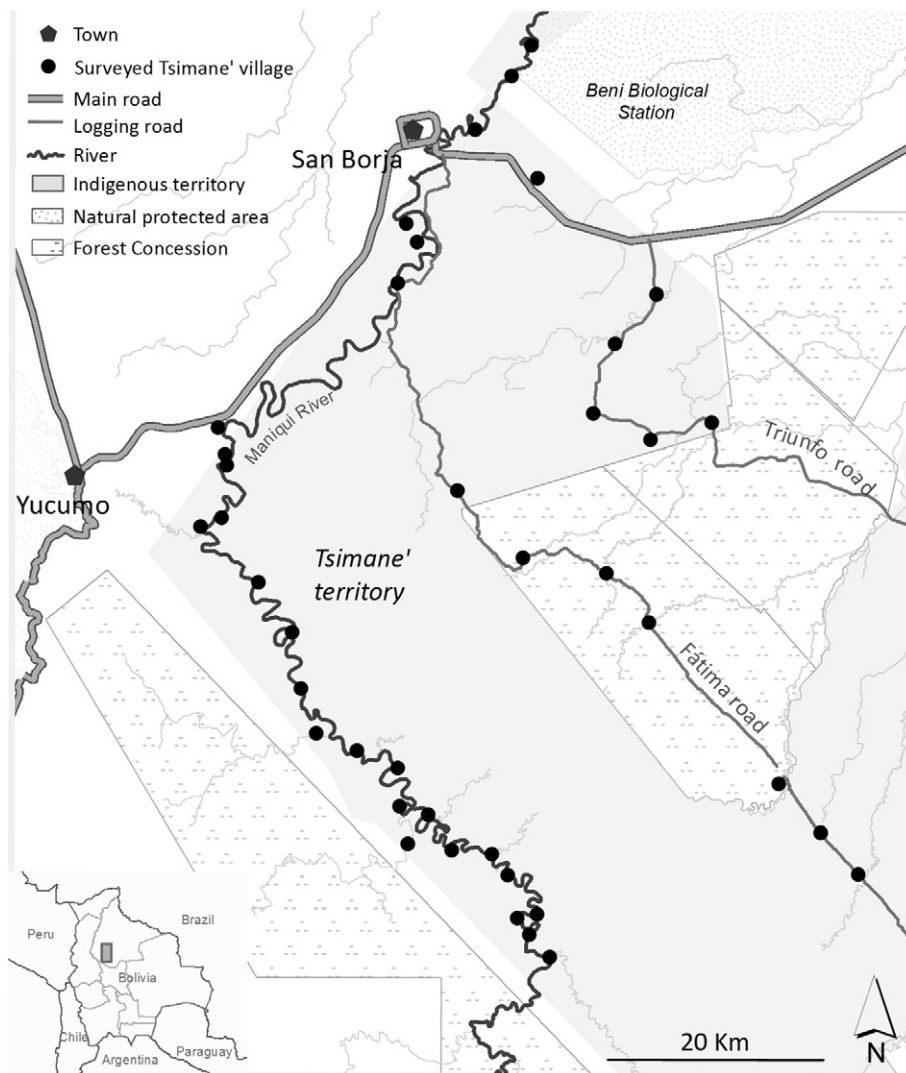 Town
Surveyed Tsimane' village
Main road
Logging road
River
Indigenous territory
Natural protected area
Forest Concession
Beni Biological
Station
San Borja
Maniqui River
Triunfo road
Yucumo
Tsimane'
territory
Fátima road
Peru
Brazil
Bolivia
Chile
Argentina
Paraguay
20 Km
N